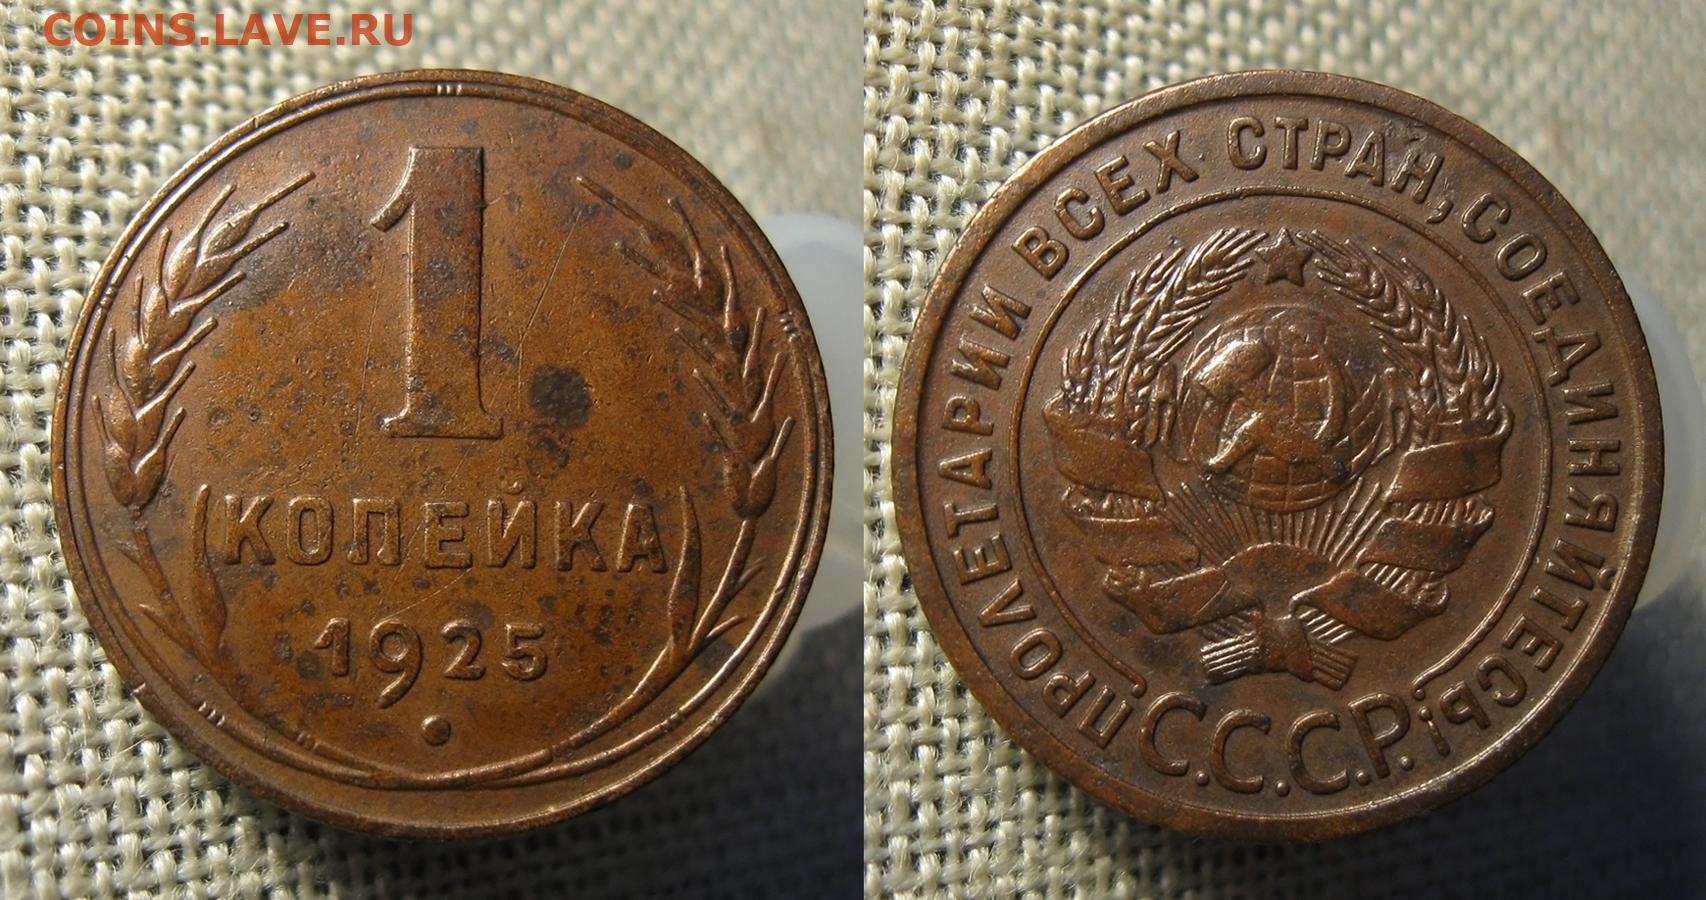 COINS.LAVE.RU
1
КОПЕЙКА
1925
ПРОЛЕТАРИИ ВСЕХ СТРАН, СОЕДИНЯЙТЕСЬ!
С.С.С.Р.